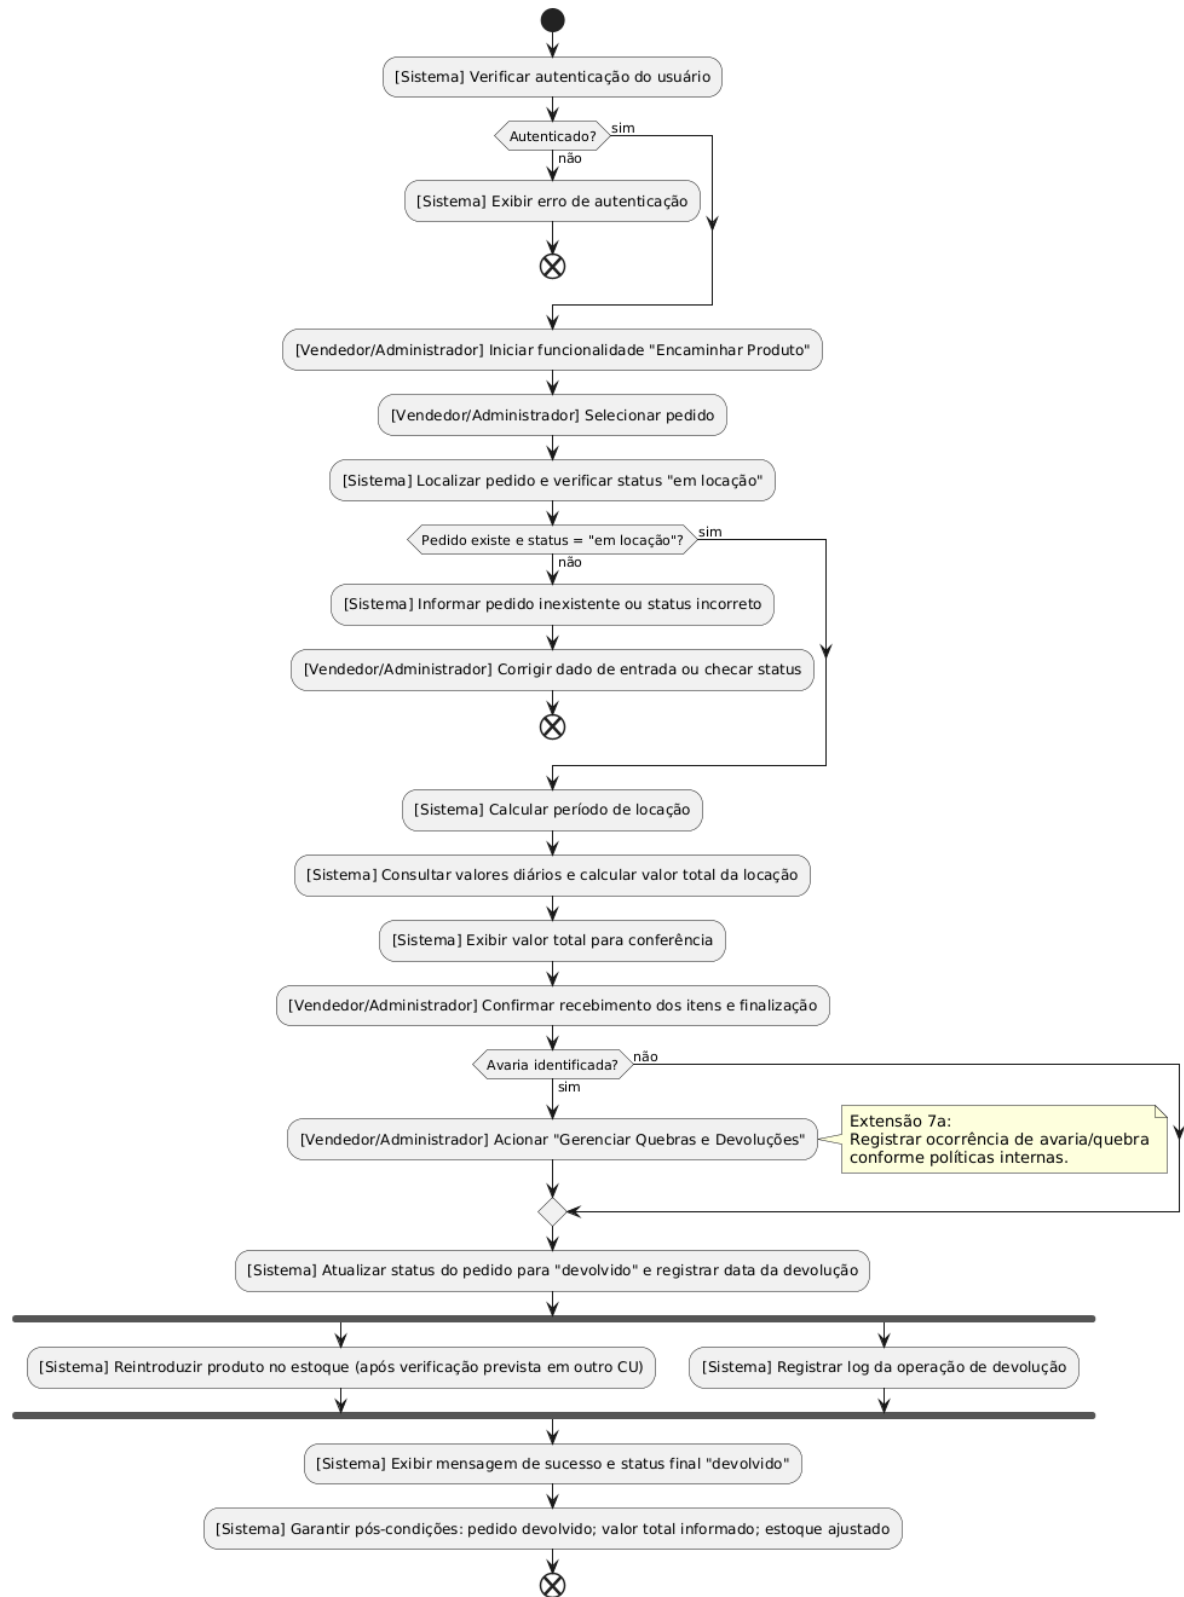 [Sistema] Verificar autenticação do usuário
Autenticado?
sim
não
[Sistema] Exibir erro de autenticação
[Vendedor/Administrador] Iniciar funcionalidade "Encaminhar Produto"
[Vendedor/Administrador] Selecionar pedido
[Sistema] Localizar pedido e verificar status "em locação"
Pedido existe e status = "em locação"?
sim
não
[Sistema] Informar pedido inexistente ou status incorreto
[Vendedor/Administrador] Corrigir dado de entrada ou checar status
[Sistema] Calcular período de locação
[Sistema] Consultar valores diários e calcular valor total da locação
[Sistema] Exibir valor total para conferência
[Vendedor/Administrador] Confirmar recebimento dos itens e finalização
Avaria identificada?
não
sim
[Vendedor/Administrador] Acionar "Gerenciar Quebras e Devoluções"
Extensão 7a:
Registrar ocorrência de avaria/quebra
conforme políticas internas.
[Sistema] Atualizar status do pedido para "devolvido" e registrar data da devolução
[Sistema] Reintroduzir produto no estoque (após verificação prevista em outro CU)
[Sistema] Registrar log da operação de devolução
[Sistema] Exibir mensagem de sucesso e status final "devolvido"
[Sistema] Garantir pós-condições: pedido devolvido; valor total informado; estoque ajustado